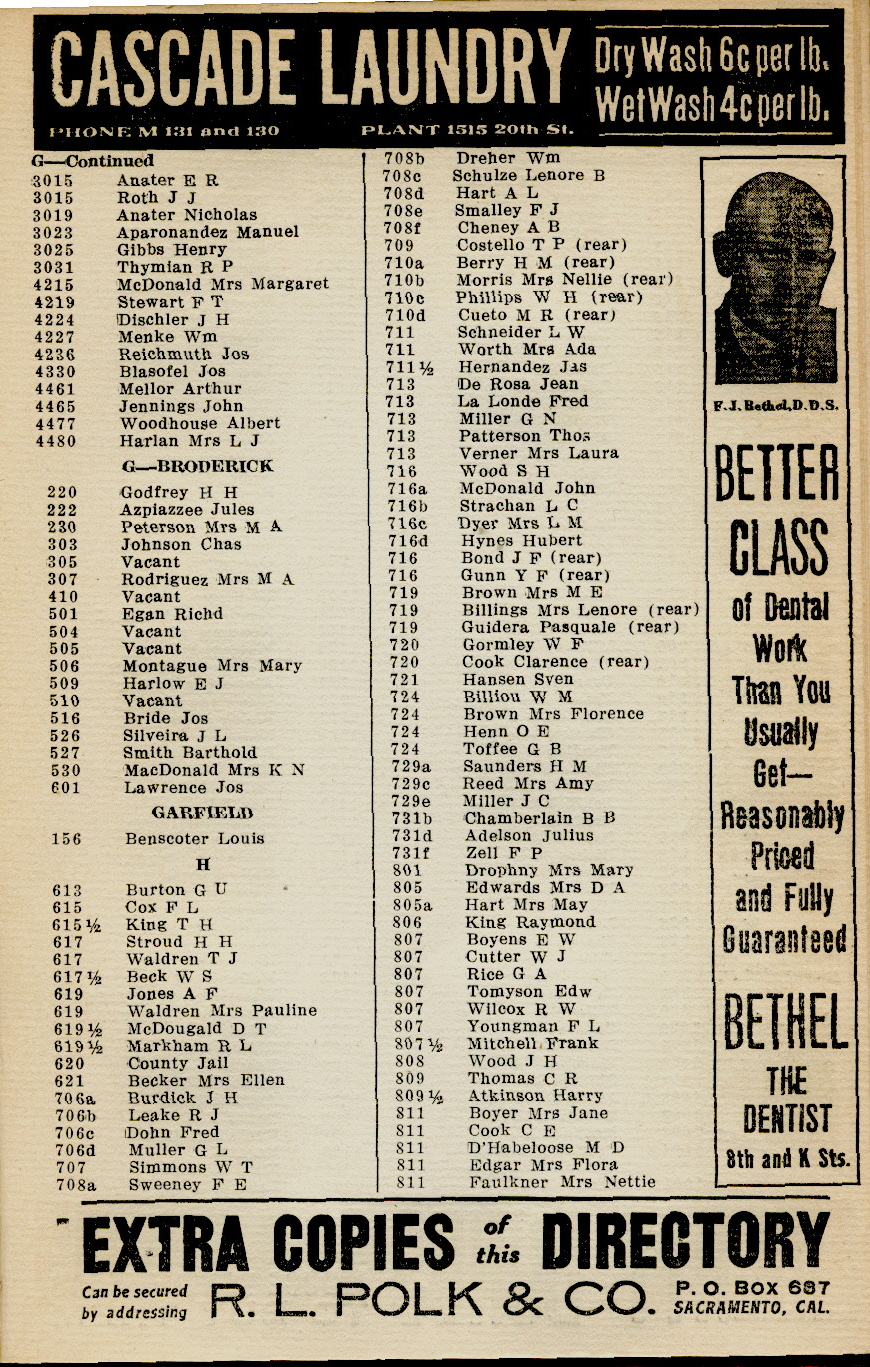 CASCADE LAUNDRY
Dry Wash 6c per lb.
Wet Wash 4c per lb.
PHONE M 131 and 130 PLANT 1515 20th St.
G—Continued
3015 Anater E R
3015 Roth J J
3019 Anater Nicholas
3023 Aparonandez Manuel
3025 Gibbs Henry
3031 Thymian R P
4215 McDonald Mrs Margaret
4219 Stewart F T
4224 Dischler J H
4227 Menke Wm
4236 Reichmuth Jos
4330 Blasofel Jos
4461 Mellor Arthur
4465 Jennings John
4477 Woodhouse Albert
4480 Harlan Mrs L J
G—BRODERICK
220 Godfrey H H
222 Azpiazzee Jules
230 Peterson Mrs M A
303 Johnson Chas
305 Vacant
307 Rodriguez Mrs M A
410 Vacant
501 Egan Richd
504 Vacant
505 Vacant
506 Montague Mrs Mary
509 Harlow E J
510 Vacant
516 Bride Jos
526 Silveira J L
527 Smith Barthold
530 MacDonald Mrs K N
601 Lawrence Jos
GARFIELD
156 Benscoter Louis
H
613 Burton G U
615 Cox F L
615½ King T H
617 Stroud H H
617 Waldren T J
617½ Beck W S
619 Jones A F
619 Waldren Mrs Pauline
619½ McDougald D T
619½ Markham R L
620 County Jail
621 Becker Mrs Ellen
706a Burdick J H
706b Leake R J
706c Dohn Fred
706d Muller G L
707 Simmons W T
708a Sweeney F E
708b Dreher Wm
708c Schulze Lenore B
708d Hart A L
708e Smalley F J
708f Cheney A B
709 Costello T P (rear)
710a Berry H M (rear)
710b Morris Mrs Nellie (rear)
710c Phillips W H (rear)
710d Cueto M R (rear)
711 Schneider L W
711 Worth Mrs Ada
711½ Hernandez Jas
713 De Rosa Jean
713 La Londe Fred
713 Miller G N
713 Patterson Thos
713 Verner Mrs Laura
716 Wood S H
716a McDonald John
716b Strachan L C
716c Dyer Mrs L M
716d Hynes Hubert
716 Bond J F (rear)
716 Gunn Y F (rear)
719 Brown Mrs M E
719 Billings Mrs Lenore (rear)
719 Guidera Pasquale (rear)
720 Gormley W F
720 Cook Clarence (rear)
721 Hansen Sven
724 Billiou W M
724 Brown Mrs Florence
724 Henn O E
724 Toffee G B
729a Saunders H M
729c Reed Mrs Amy
729e Miller J C
731b Chamberlain B B
731d Adelson Julius
731f Zell F P
801 Drophny Mrs Mary
805 Edwards Mrs D A
805a Hart Mrs May
806 King Raymond
807 Boyens E W
807 Cutter W J
807 Rice G A
807 Tomyson Edw
807 Wilcox R W
807 Youngman F L
807½ Mitchell Frank
808 Wood J H
809 Thomas C R
809½ Atkinson Harry
811 Boyer Mrs Jane
811 Cook C E
811 D'Habeloose M D
811 Edgar Mrs Flora
811 Faulkner Mrs Nettie
F. J. Bethel, D. D. S.
BETTER
CLASS
of Dental
Work
Than You
Usually
Get—
Reasonably
Priced
and Fully
Guaranteed
BETHEL
THE
DENTIST
8th and K Sts.
EXTRA COPIES of this DIRECTORY
Can be secured
by addressing
R. L. POLK & CO.
P. O. BOX 687
SACRAMENTO, CAL.